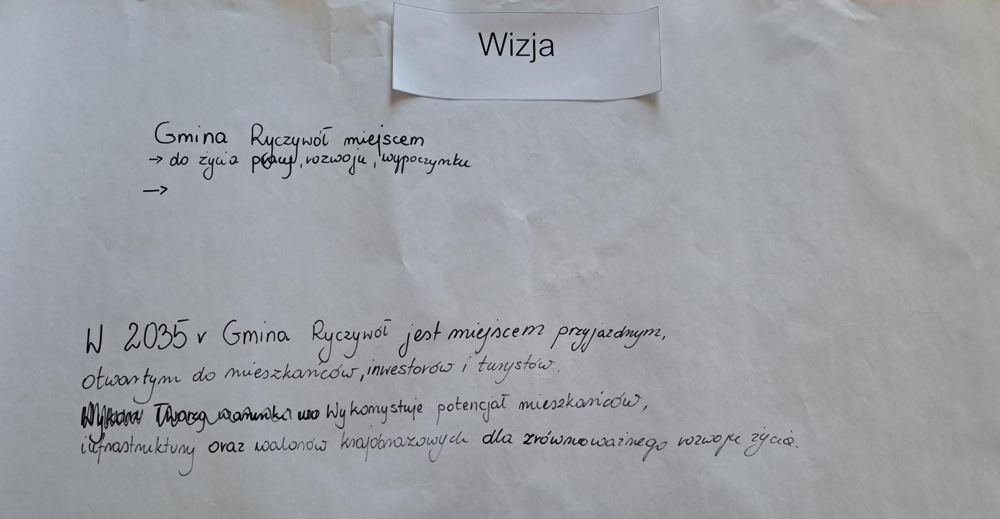 Wizja
Gmina Ryczywół miejscem
→ do życia pracy, rozwoju, wypoczynku
→
W 2035 r Gmina Ryczywół jest miejscem przyjaznym,
otwartym do mieszkańców, inwestorów i turystów.
Wykorzystuje potencjał mieszkańców,
infrastruktury oraz walorów krajobrazowych dla zrównoważnego rozwoju życia.